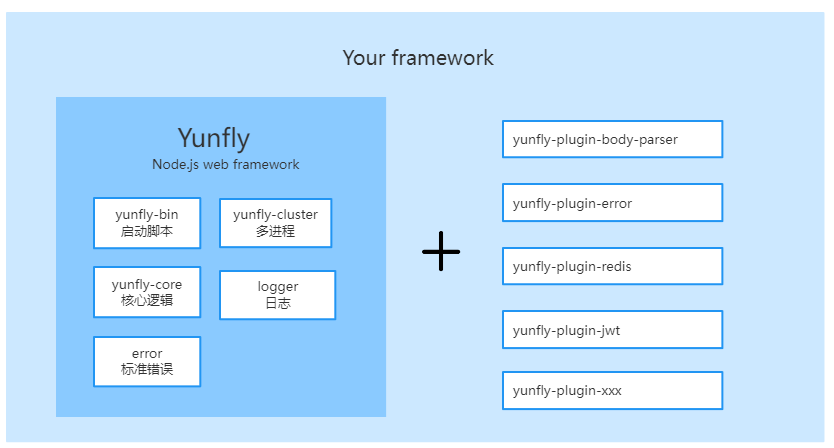 Your framework
Yunfly
Node.js web framework
yunfly-bin
启动脚本
yunfly-cluster
多进程
yunfly-core
核心逻辑
logger
日志
error
标准错误
yunfly-plugin-body-parser
yunfly-plugin-error
yunfly-plugin-redis
yunfly-plugin-jwt
yunfly-plugin-xxx